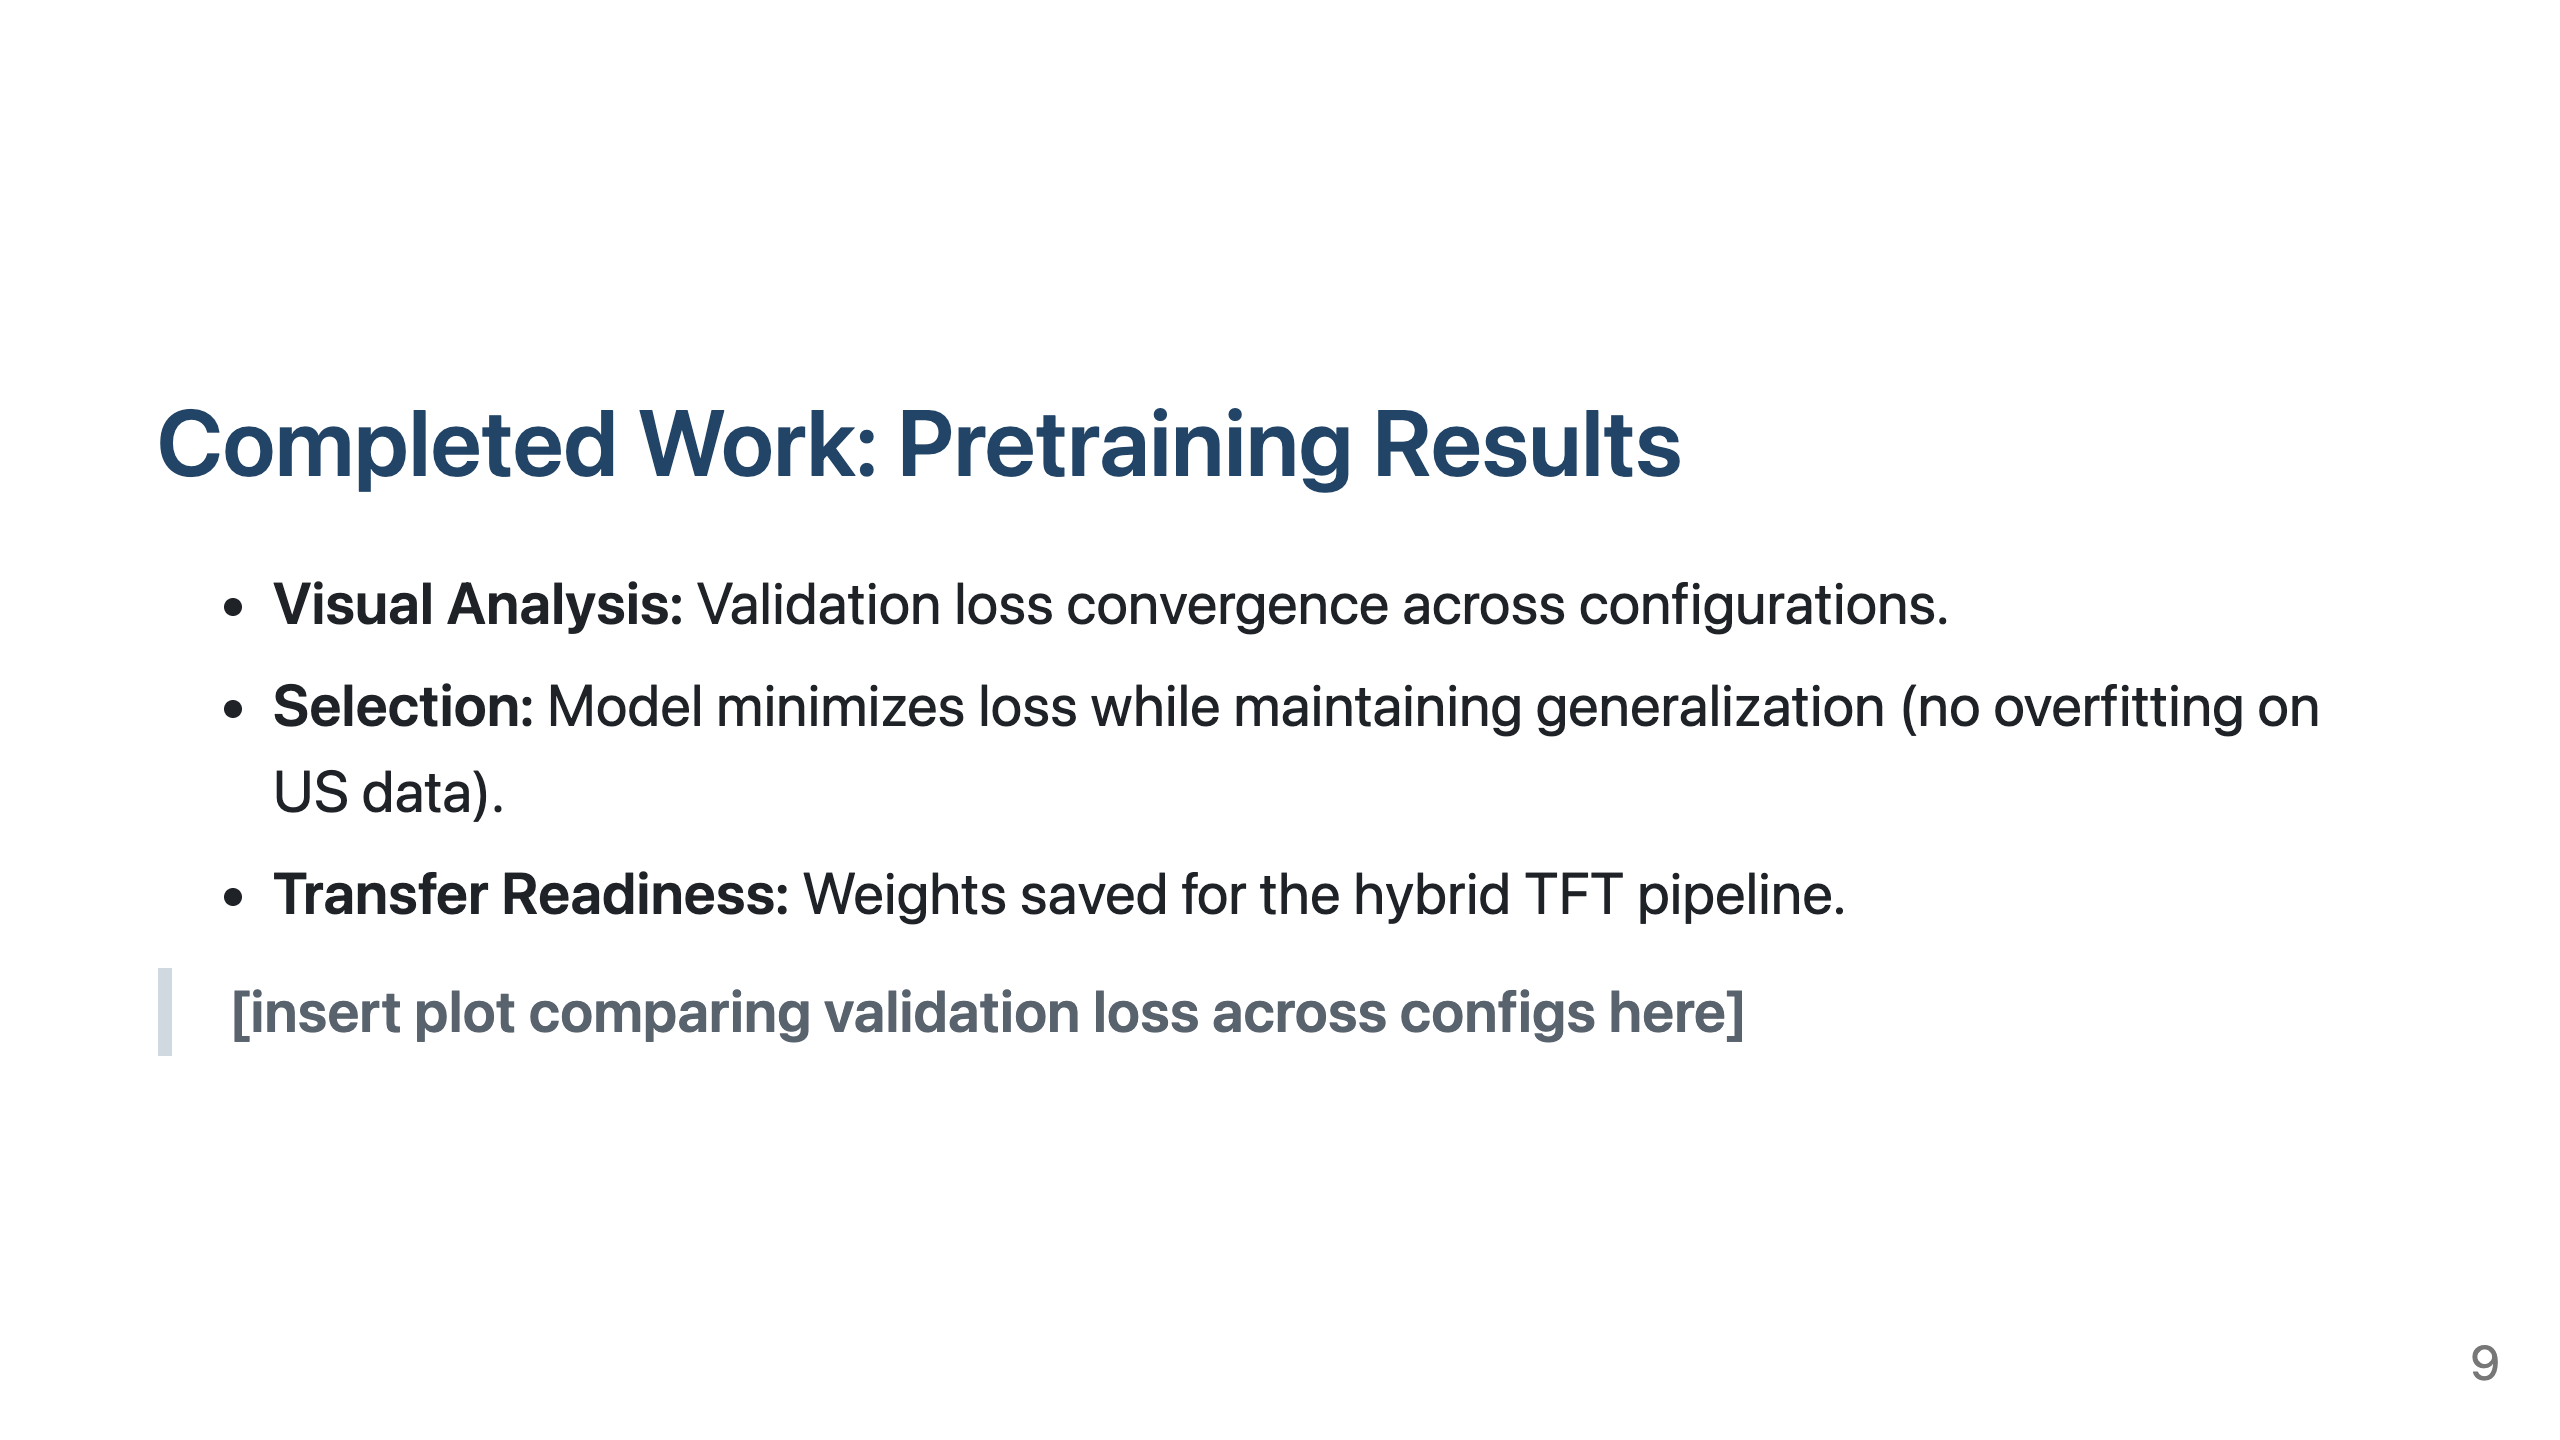 Completed Work: Pretraining Results
• Visual Analysis: Validation loss convergence across configurations.
• Selection: Model minimizes loss while maintaining generalization (no overfitting on
US data).
• Transfer Readiness: Weights saved for the hybrid TFT pipeline.
[insert plot comparing validation loss across configs here]
9